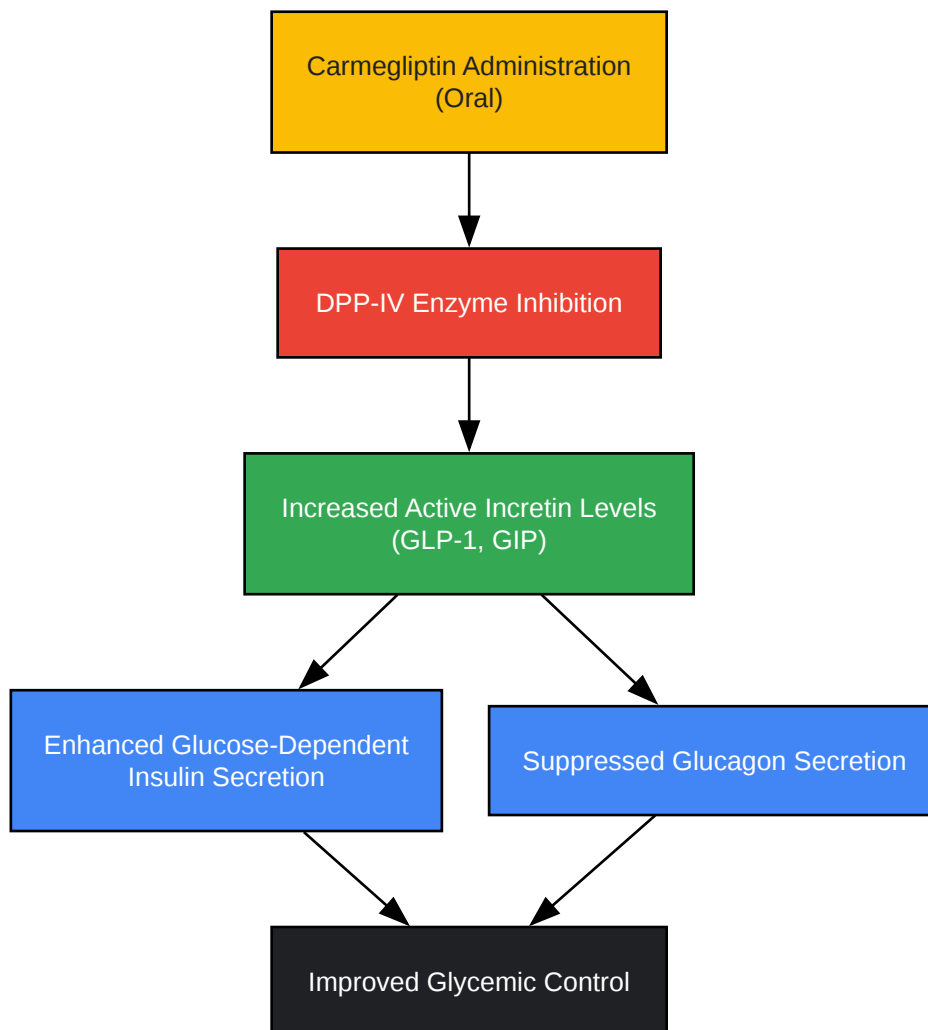 Carmegliptin Administration
(Oral)
DPP-IV Enzyme Inhibition
Increased Active Incretin Levels
(GLP-1, GIP)
Enhanced Glucose-Dependent
Insulin Secretion
Suppressed Glucagon Secretion
Improved Glycemic Control